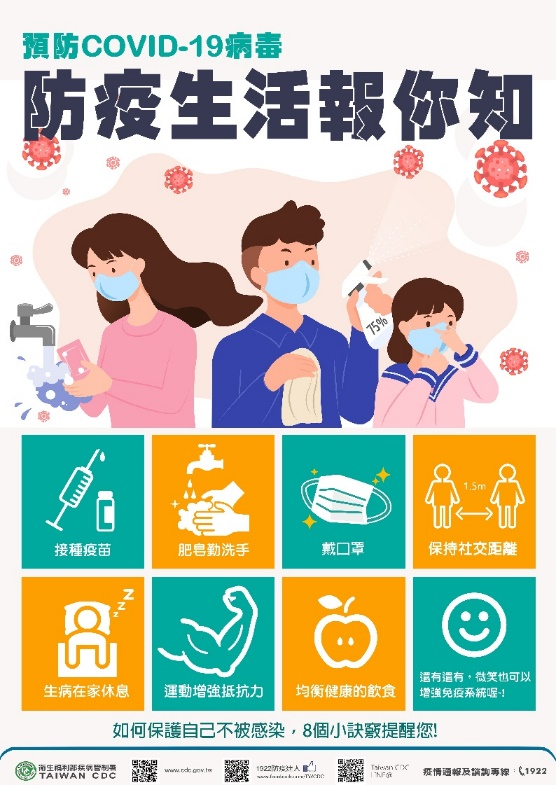 預防COVID-19病毒
防疫生活報你知
75%
接種疫苗
肥皂勤洗手
戴口罩
1.5m
保持社交距離
z z z
生病在家休息
運動增強抵抗力
均衡健康的飲食
還有還有，微笑也可以
增強免疫系統喔~!
如何保護自己不被感染，8個小訣竅提醒您!
衛生福利部疾病管制署
TAIWAN CDC
www.cdc.gov.tw
1922防疫達人
www.facebook.com/TWCDC
Taiwan CDC
LINE@
疫情通報及諮詢專線：1922